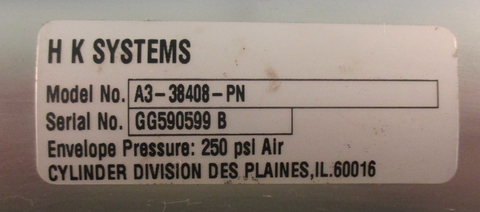 H K SYSTEMS
Model No. A3-38408-PN
Serial No. GG590599 B
Envelope Pressure: 250 psi Air
CYLINDER DIVISION DES PLAINES,IL.60016